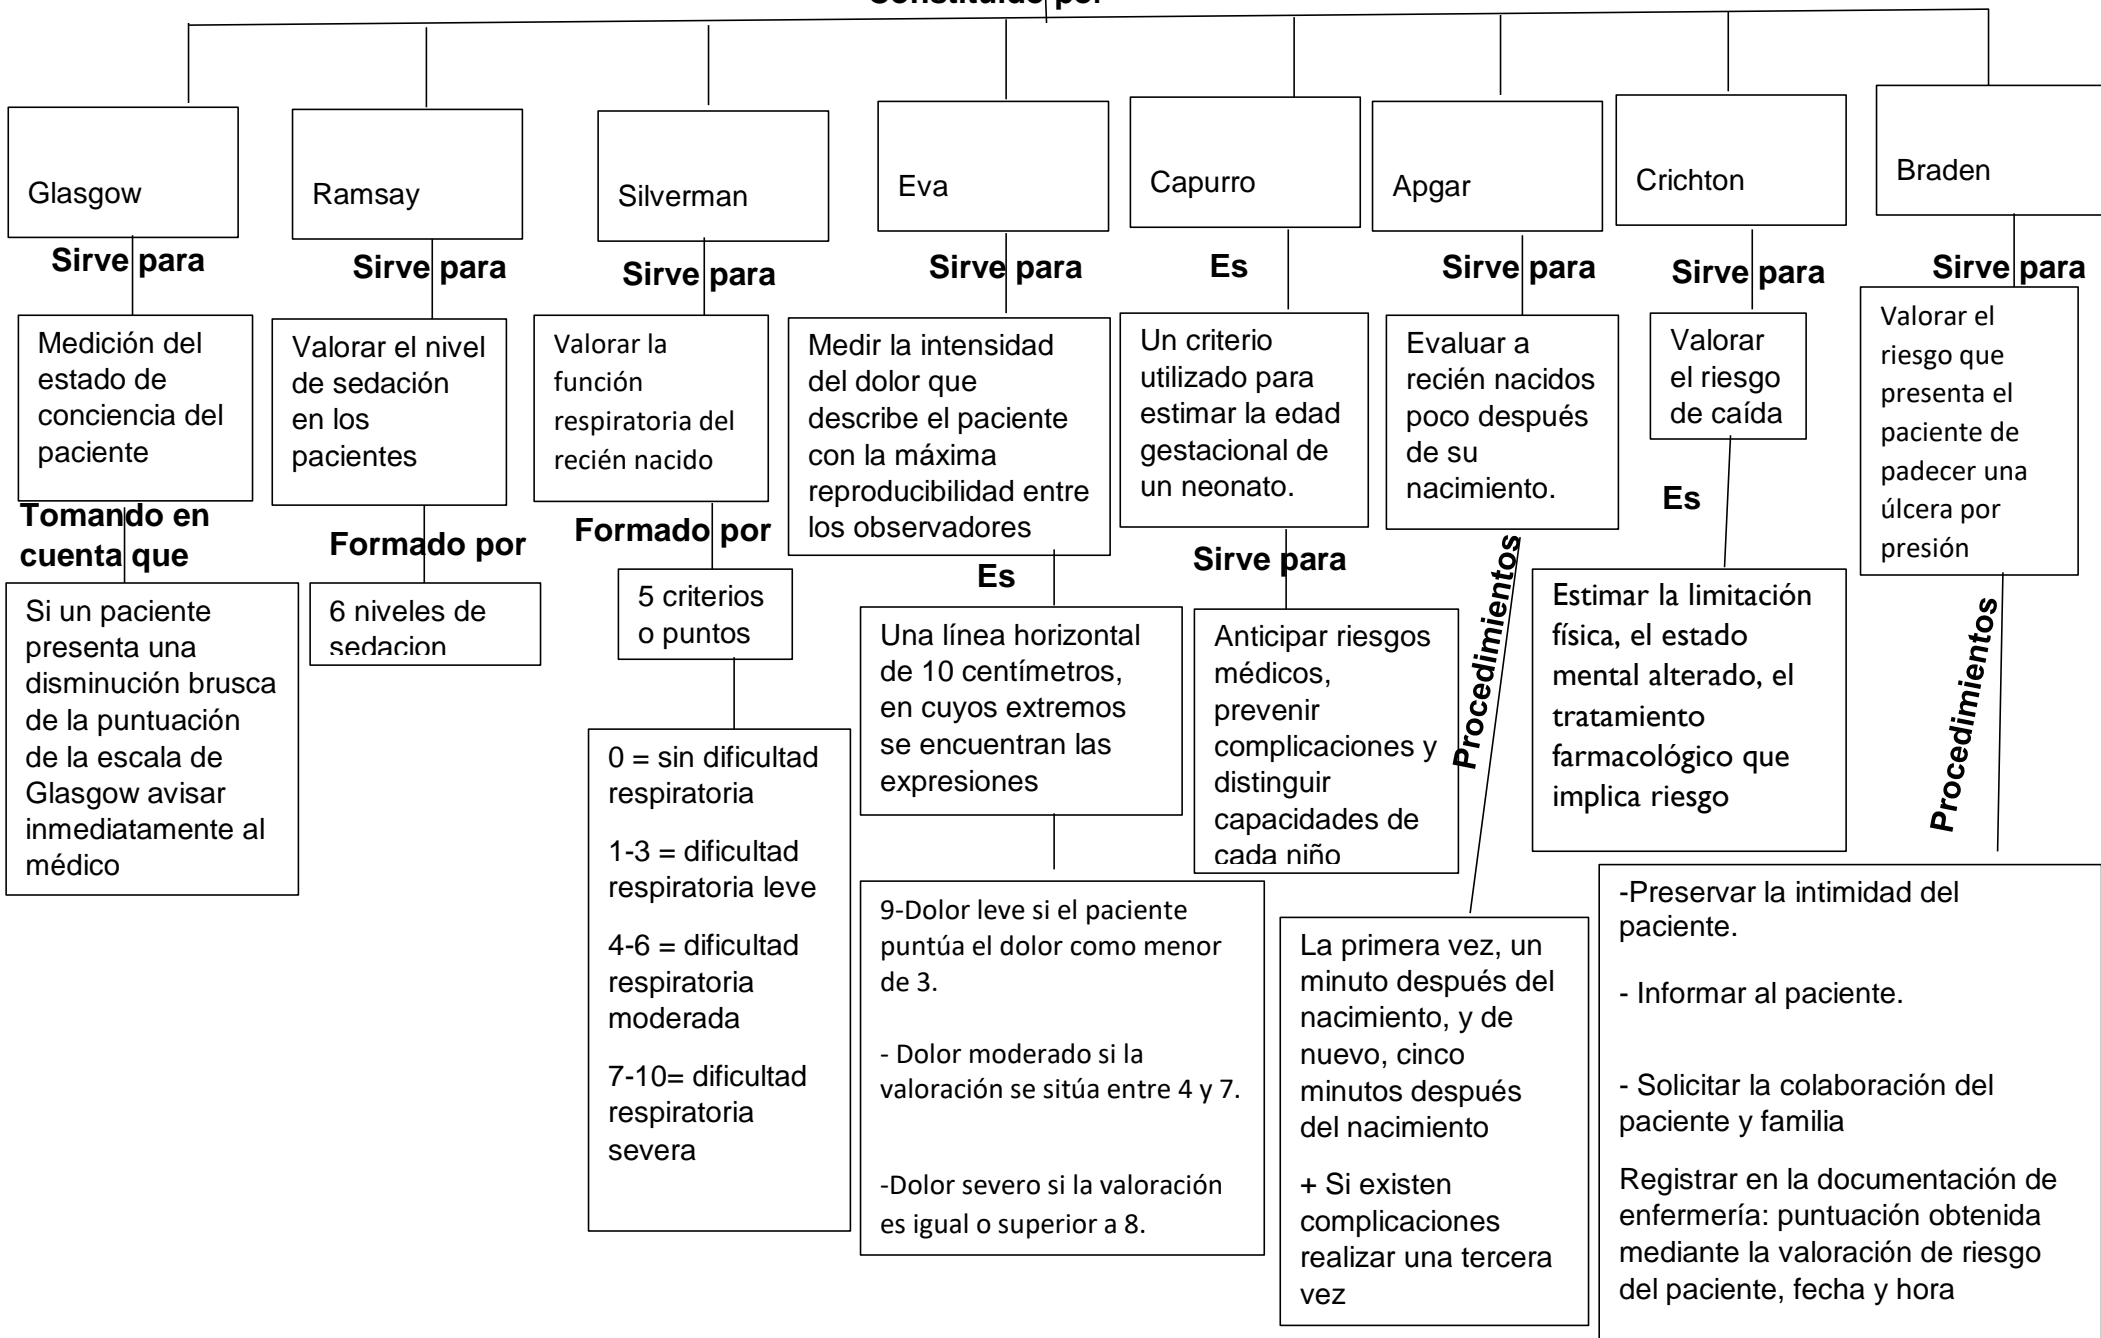 Constituido por
Glasgow
Sirve para
Medición del
estado de
conciencia del
paciente
Tomando en
cuenta que
Si un paciente
presenta una
disminución brusca
de la puntuación
de la escala de
Glasgow avisar
inmediatamente al
médico
Ramsay
Sirve para
Valorar el nivel
de sedación
en los
pacientes
Formado por
6 niveles de
sedacion
Silverman
Sirve para
Valorar la
función
respiratoria del
recién nacido
Formado por
5 criterios
o puntos
0 = sin dificultad
respiratoria
1-3 = dificultad
respiratoria leve
4-6 = dificultad
respiratoria
moderada
7-10= dificultad
respiratoria
severa
Eva
Sirve para
Medir la intensidad
del dolor que
describe el paciente
con la máxima
reproducibilidad entre
los observadores
Es
Una línea horizontal
de 10 centímetros,
en cuyos extremos
se encuentran las
expresiones
9-Dolor leve si el paciente
puntúa el dolor como menor
de 3.
- Dolor moderado si la
valoración se sitúa entre 4 y 7.
-Dolor severo si la valoración
es igual o superior a 8.
Capurro
Es
Un criterio
utilizado para
estimar la edad
gestacional de
un neonato.
Sirve para
Anticipar riesgos
médicos,
prevenir
complicaciones y
distinguir
capacidades de
cada niño
Apgar
Sirve para
Evaluar a
recién nacidos
poco después
de su
nacimiento.
Procedimientos
La primera vez, un
minuto después del
nacimiento, y de
nuevo, cinco
minutos después
del nacimiento
+ Si existen
complicaciones
realizar una tercera
vez
Crichton
Sirve para
Valorar
el riesgo
de caída
Es
Estimar la limitación
física, el estado
mental alterado, el
tratamiento
farmacológico que
implica riesgo
Braden
Sirve para
Valorar el
riesgo que
presenta el
paciente de
padecer una
úlcera por
presión
Procedimientos
-Preservar la intimidad del
paciente.
- Informar al paciente.
- Solicitar la colaboración del
paciente y familia
Registrar en la documentación de
enfermería: puntuación obtenida
mediante la valoración de riesgo
del paciente, fecha y hora